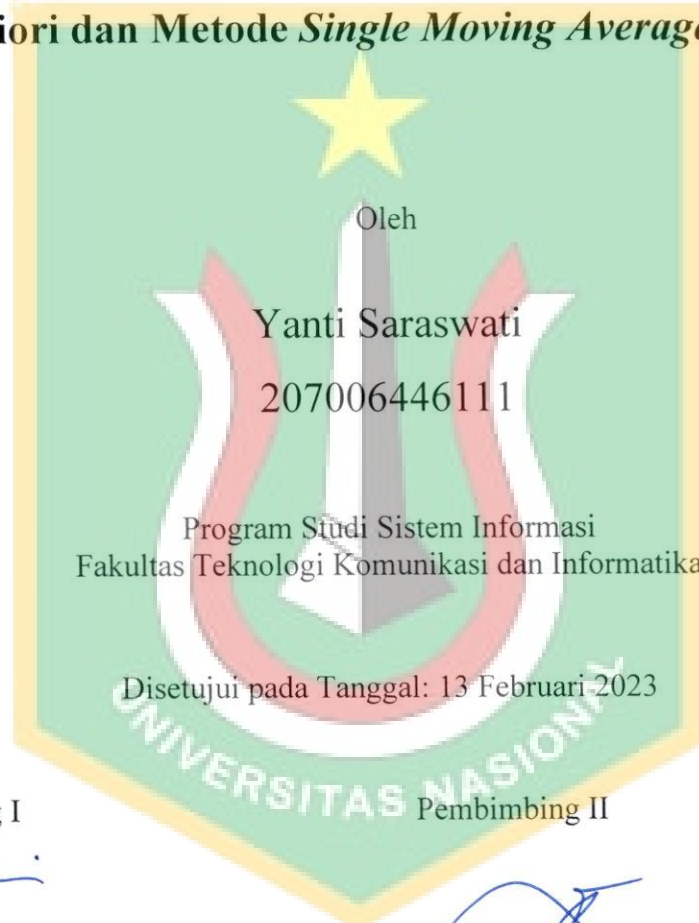 iori dan Metode Single Moving Average
Oleh
Yanti Saraswati
207006446111
Program Studi Sistem Informasi
Fakultas Teknologi Komunikasi dan Informatika
Disetujui pada Tanggal: 13 Februari 2023
UNIVERSITAS NASIONAL
g I
Pembimbing II